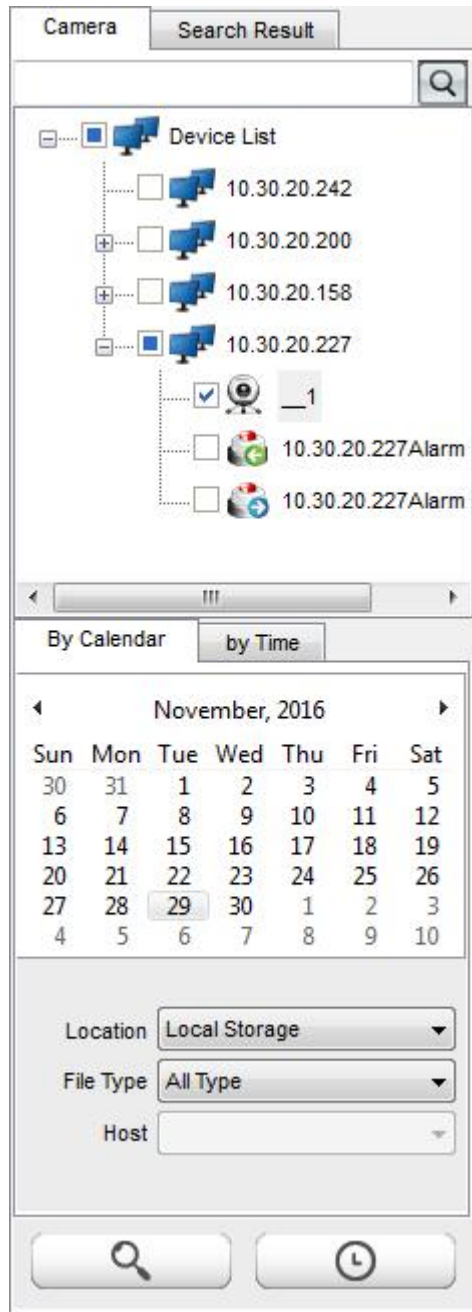 Camera Search Result
Device List
10.30.20.242
10.30.20.200
10.30.20.158
10.30.20.227
__1
10.30.20.227Alarm
10.30.20.227Alarm
By Calendar by Time
November, 2016
Sun Mon Tue Wed Thu Fri Sat
30 31 1 2 3 4 5
6 7 8 9 10 11 12
13 14 15 16 17 18 19
20 21 22 23 24 25 26
27 28 29 30 1 2 3
4 5 6 7 8 9 10
Location Local Storage
File Type All Type
Host